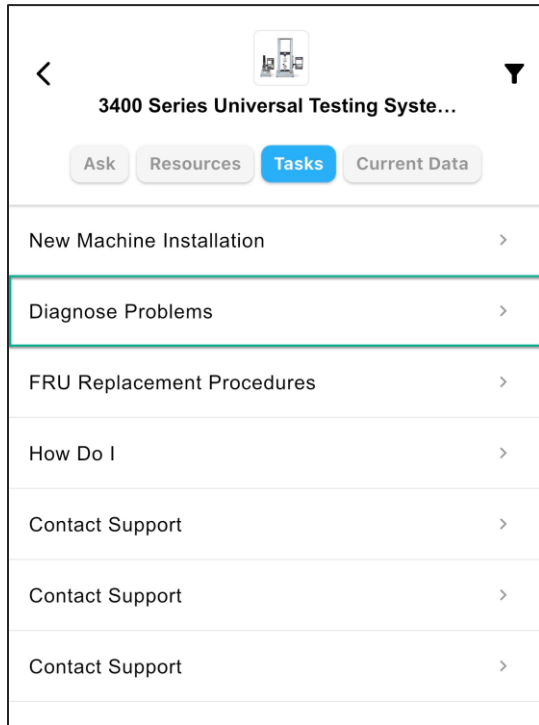 3400 Series Universal Testing Syste...
Ask Resources Tasks Current Data
New Machine Installation
Diagnose Problems
FRU Replacement Procedures
How Do I
Contact Support
Contact Support
Contact Support